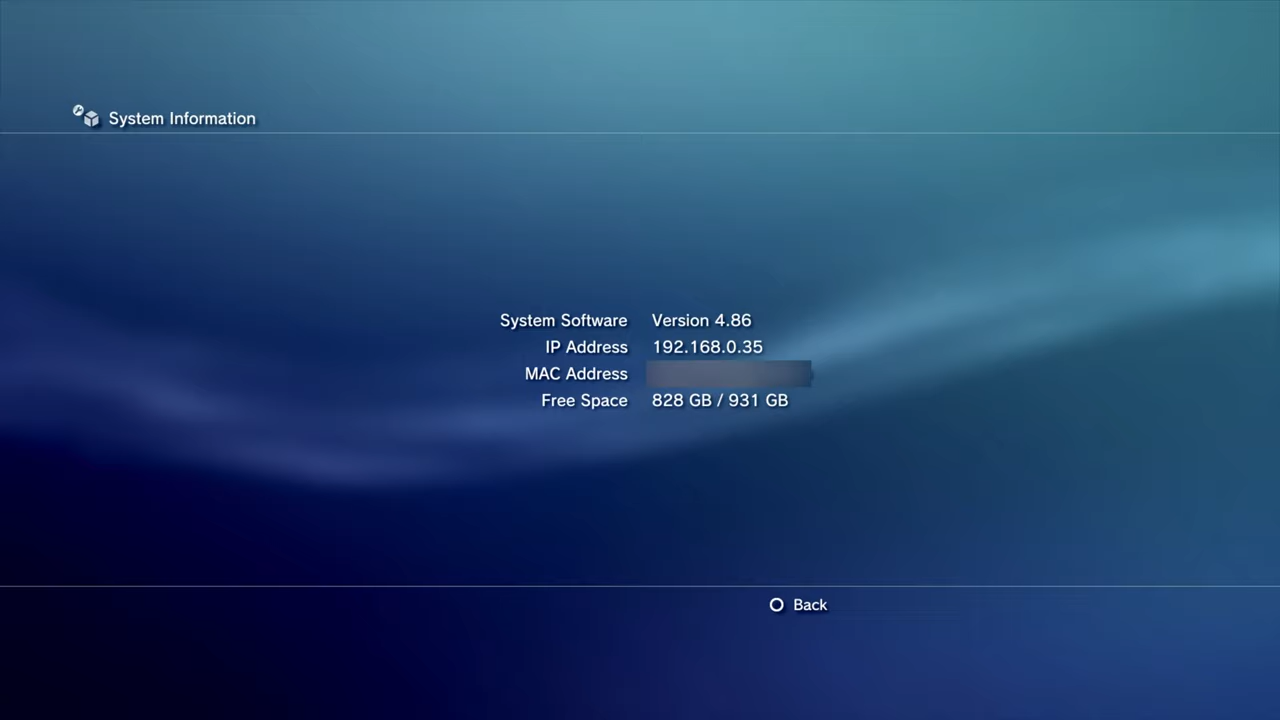 System Information
System Software Version 4.86
IP Address 192.168.0.35
MAC Address
Free Space 828 GB / 931 GB
Back